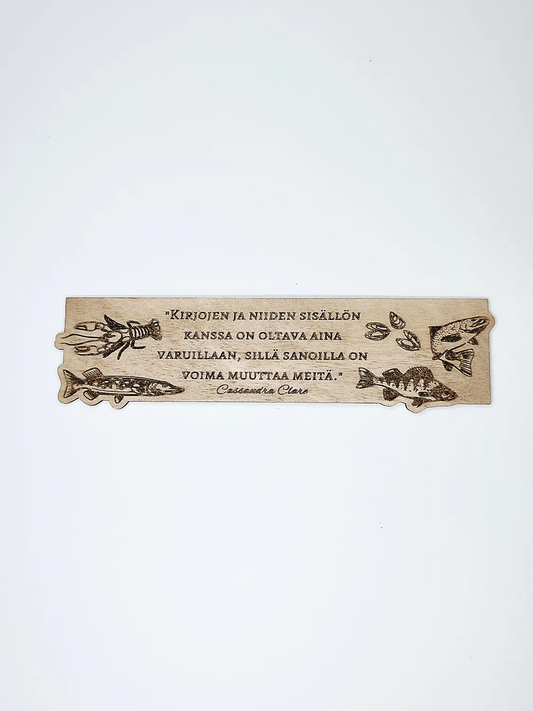 "Kirjojen ja niiden sisällön
kanssa on oltava aina
varuillaan, sillä sanoilla on
voima muuttaa meitä."
-Cassandra Clare